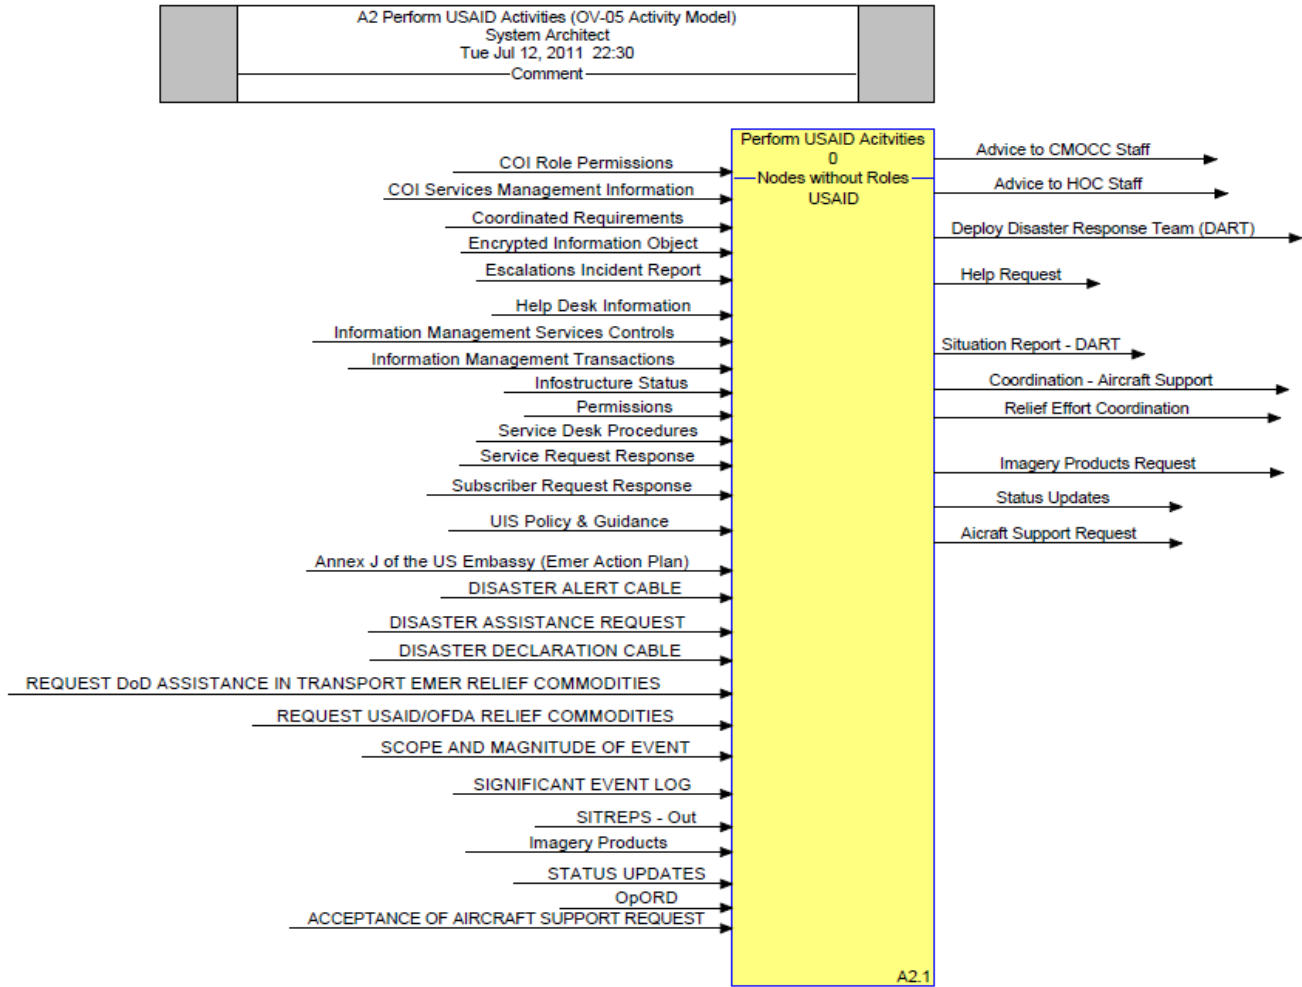 A2 Perform USAID Activities (OV-05 Activity Model)
System Architect
Tue Jul 12, 2011 22:30
Comment
Perform USAID Acitvities
0
Nodes without Roles
USAID
COI Role Permissions
COI Services Management Information
Coordinated Requirements
Encrypted Information Object
Escalations Incident Report
Help Desk Information
Information Management Services Controls
Information Management Transactions
Infostructure Status
Permissions
Service Desk Procedures
Service Request Response
Subscriber Request Response
UIS Policy & Guidance
Annex J of the US Embassy (Emer Action Plan)
DISASTER ALERT CABLE
DISASTER ASSISTANCE REQUEST
DISASTER DECLARATION CABLE
REQUEST DoD ASSISTANCE IN TRANSPORT EMER RELIEF COMMODITIES
REQUEST USAID/OFDA RELIEF COMMODITIES
SCOPE AND MAGNITUDE OF EVENT
SIGNIFICANT EVENT LOG
SITREPS - Out
Imagery Products
STATUS UPDATES
OpORD
ACCEPTANCE OF AIRCRAFT SUPPORT REQUEST
Advice to CMOCC Staff
Advice to HOC Staff
Deploy Disaster Response Team (DART)
Help Request
Situation Report - DART
Coordination - Aircraft Support
Relief Effort Coordination
Imagery Products Request
Status Updates
Aicraft Support Request
A2.1